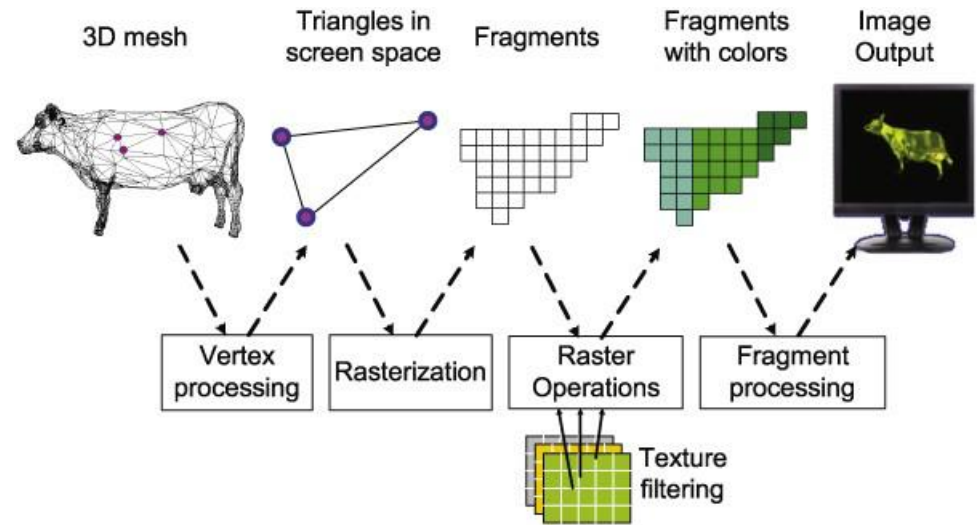 3D mesh
Triangles in
screen space
Fragments
Fragments
with colors
Image
Output
Vertex
processing
Rasterization
Raster
Operations
Fragment
processing
Texture
filtering